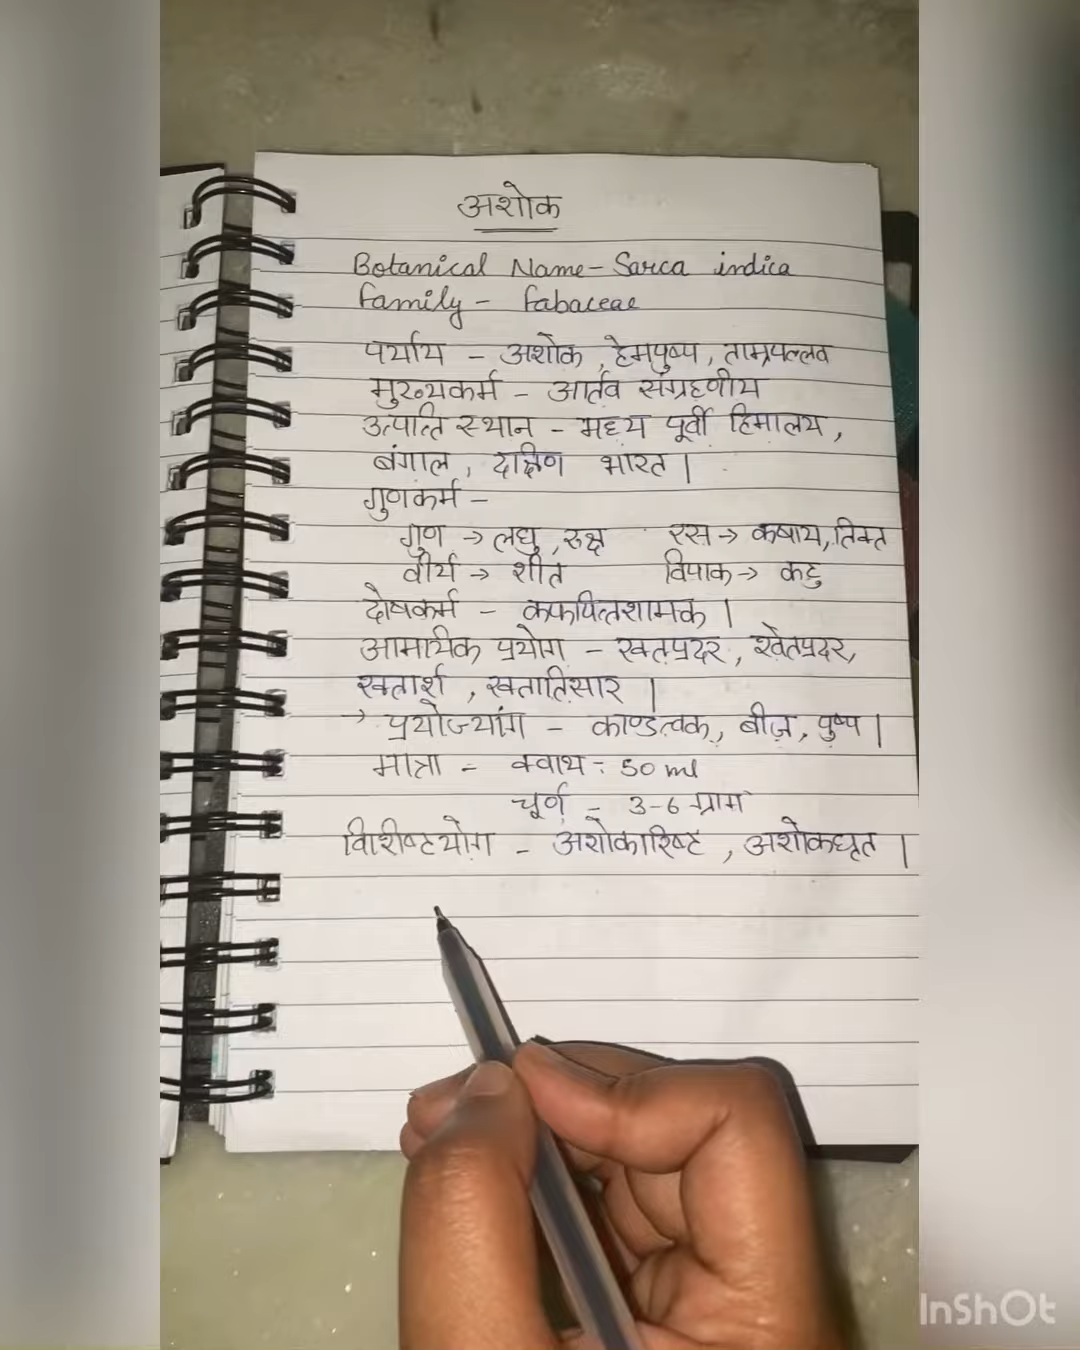 अशोक
Botanical Name - Sarca indica
Family - Fabaceae
पर्याय - अशोक, हेमपुष्प, ताम्रपल्लव
मुख्यकर्म - आर्तव संग्रहणीय
उत्पत्ति स्थान - मध्य पूर्वी हिमालय,
बंगाल, दक्षिण भारत।
गुणकर्म -
गुण → लघु, रुक्ष रस → कषाय, तिक्त
वीर्य → शीत विपाक → कटु
दोषकर्म - कफपित्तशामक।
आमायिक प्रयोग - रक्तप्रदर, श्वेतप्रदर,
रक्तार्श, रक्तातिसार।
→ प्रयोज्यांग - काण्डत्वक, बीज, पुष्प।
मात्रा - क्वाथ - 50 ml
चूर्ण - 3-6 ग्राम
विशिष्टयोग - अशोकारिष्ट, अशोकघृत।
InShOt